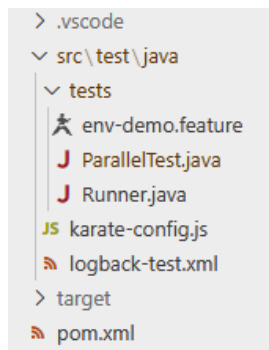 .vscode
src\test\java
tests
env-demo.feature
J ParallelTest.java
J Runner.java
JS karate-config.js
logback-test.xml
target
pom.xml